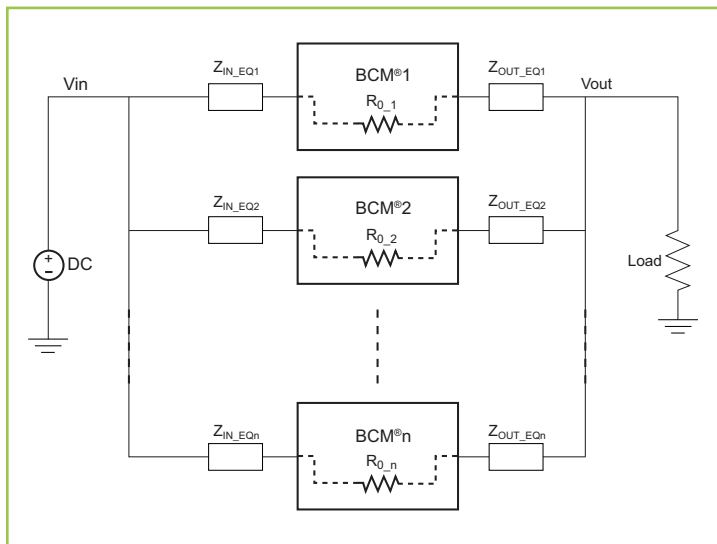 Z_IN_EQ1 BCM®1 Z_OUT_EQ1
Vin R_0_1 Vout
Z_IN_EQ2 BCM®2 Z_OUT_EQ2
R_0_2
+
− DC Load
Z_IN_EQn BCM®n Z_OUT_EQn
R_0_n